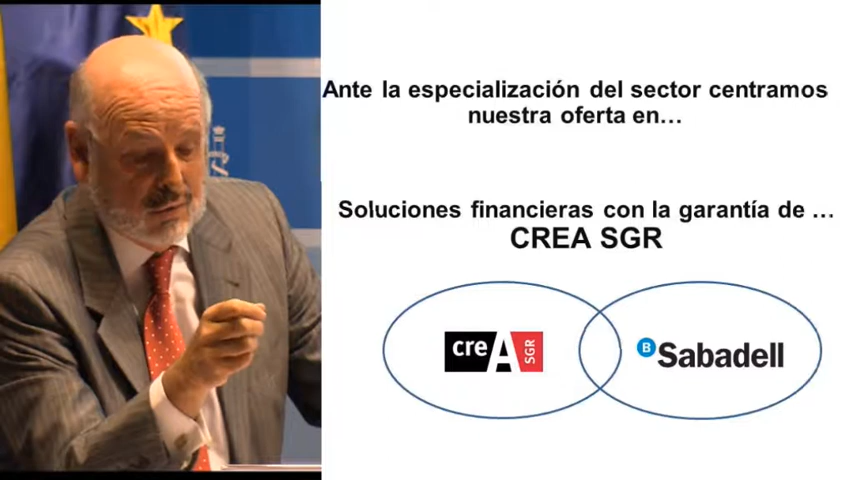 Ante la especialización del sector centramos
nuestra oferta en...
Soluciones financieras con la garantía de ...
CREA SGR
creA SGR
B Sabadell